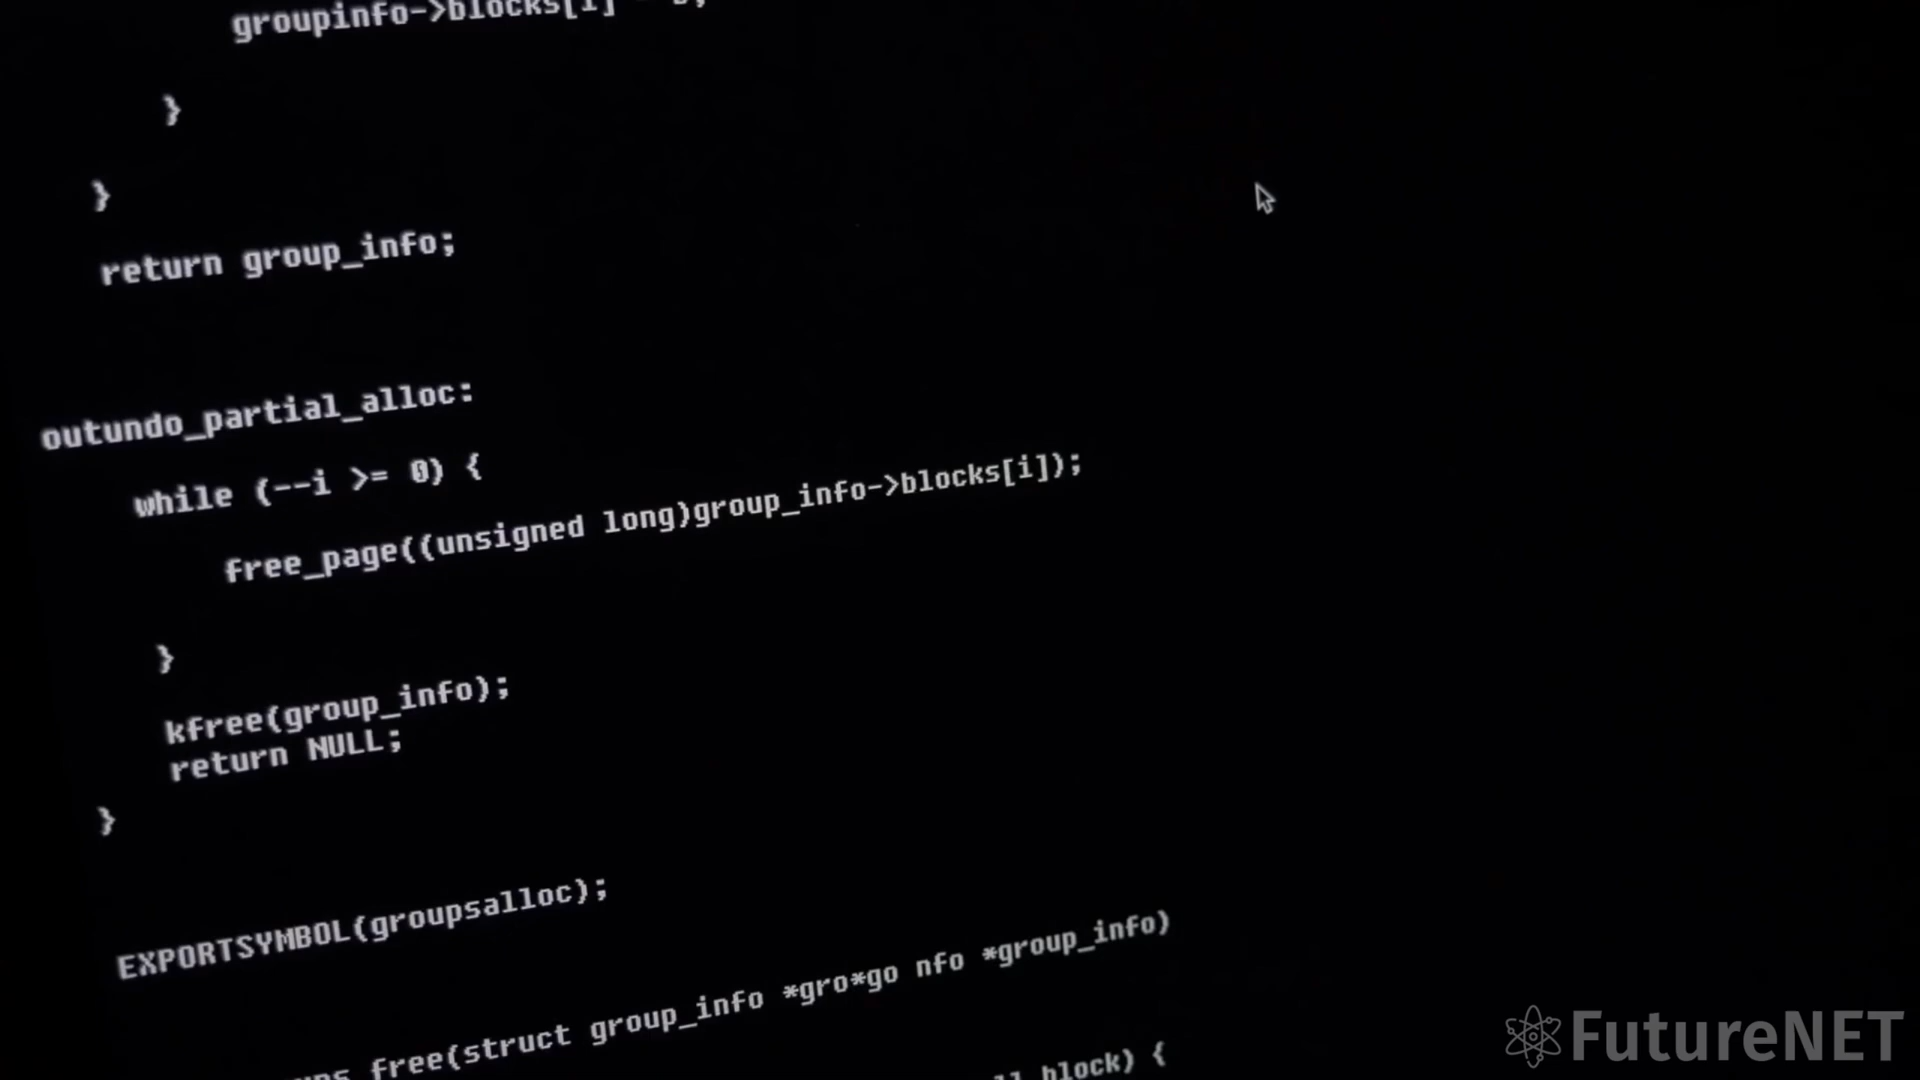 groupinfo->blocks[i]
}
}
return group_info;
outundo_partial_alloc:
while (--i >= 0) {
free_page((unsigned long)group_info->blocks[i]);
}
kfree(group_info);
return NULL;
}
EXPORTSYMBOL(groupsalloc);
free(struct group_info *gro*go nfo *group_info)
block) {
FutureNET